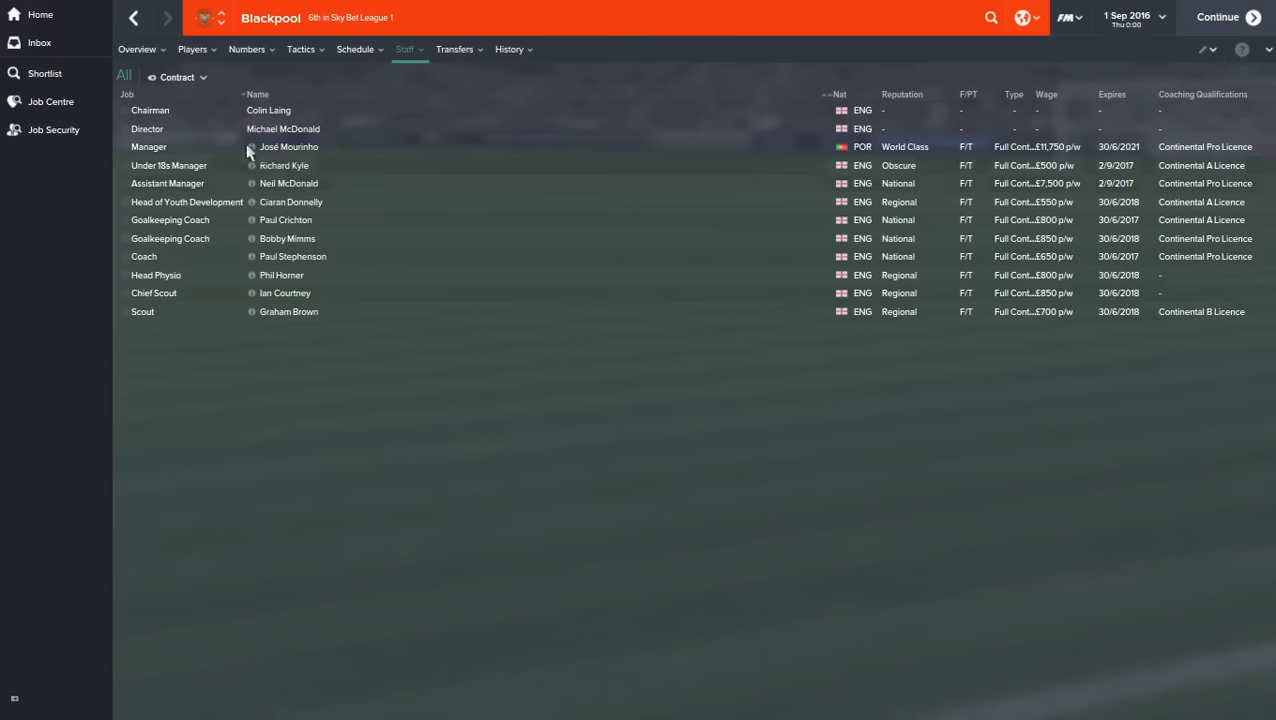 Home
Inbox
Shortlist
Job Centre
Job Security
Blackpool 6th in Sky Bet League 1
FM 1 Sep 2016 Thu 0:00 Continue
Overview Players Numbers Tactics Schedule Staff Transfers History
All Contract
Job Name Nat Reputation F/PT Type Wage Expires Coaching Qualifications
Chairman Colin Laing ENG - - - - - -
Director Michael McDonald ENG - - - - - -
Manager José Mourinho POR World Class F/T Full Cont... £11,750 p/w 30/6/2021 Continental Pro Licence
Under 18s Manager Richard Kyle ENG Obscure F/T Full Cont... £500 p/w 2/9/2017 Continental A Licence
Assistant Manager Neil McDonald ENG National F/T Full Cont... £7,500 p/w 2/9/2017 Continental Pro Licence
Head of Youth Development Ciaran Donnelly ENG Regional F/T Full Cont... £550 p/w 30/6/2018 Continental A Licence
Goalkeeping Coach Paul Crichton ENG National F/T Full Cont... £800 p/w 30/6/2017 Continental A Licence
Goalkeeping Coach Bobby Mimms ENG National F/T Full Cont... £850 p/w 30/6/2018 Continental Pro Licence
Coach Paul Stephenson ENG National F/T Full Cont... £650 p/w 30/6/2017 Continental Pro Licence
Head Physio Phil Horner ENG Regional F/T Full Cont... £800 p/w 30/6/2018 -
Chief Scout Ian Courtney ENG Regional F/T Full Cont... £850 p/w 30/6/2018 -
Scout Graham Brown ENG Regional F/T Full Cont... £700 p/w 30/6/2018 Continental B Licence